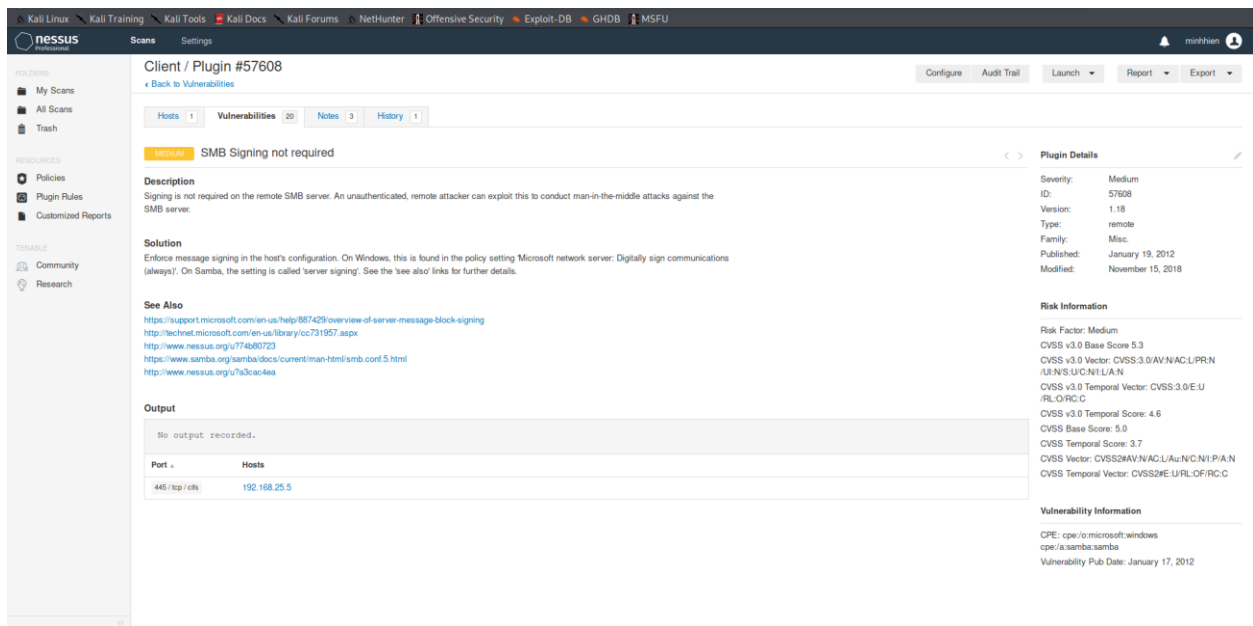 Kali Linux Kali Training Kali Tools Kali Docs Kali Forums NetHunter Offensive Security Exploit-DB GHDB MSFU
nessus Professional Scans Settings minhhien
FOLDERS
My Scans
All Scans
Trash
RESOURCES
Policies
Plugin Rules
Customized Reports
TENABLE
Community
Research
Client / Plugin #57608
Back to Vulnerabilities
Configure Audit Trail Launch Report Export
Hosts 1 Vulnerabilities 20 Notes 3 History 1
MEDIUM SMB Signing not required
Description
Signing is not required on the remote SMB server. An unauthenticated, remote attacker can exploit this to conduct man-in-the-middle attacks against the
SMB server.
Solution
Enforce message signing in the host's configuration. On Windows, this is found in the policy setting 'Microsoft network server: Digitally sign communications
(always)'. On Samba, the setting is called 'server signing'. See the 'see also' links for further details.
See Also
https://support.microsoft.com/en-us/help/887429/overview-of-server-message-block-signing
http://technet.microsoft.com/en-us/library/cc731957.aspx
http://www.nessus.org/u?74b80723
https://www.samba.org/samba/docs/current/man-html/smb.conf.5.html
http://www.nessus.org/u?a3cac4ea
Output
No output recorded.
Port Hosts
445 / tcp / cifs 192.168.25.5
Plugin Details
Severity: Medium
ID: 57608
Version: 1.18
Type: remote
Family: Misc.
Published: January 19, 2012
Modified: November 15, 2018
Risk Information
Risk Factor: Medium
CVSS v3.0 Base Score 5.3
CVSS v3.0 Vector: CVSS:3.0/AV:N/AC:L/PR:N
/UI:N/S:U/C:N/I:L/A:N
CVSS v3.0 Temporal Vector: CVSS:3.0/E:U
/RL:O/RC:C
CVSS v3.0 Temporal Score: 4.6
CVSS Base Score: 5.0
CVSS Temporal Score: 3.7
CVSS Vector: CVSS2#AV:N/AC:L/Au:N/C:N/I:P/A:N
CVSS Temporal Vector: CVSS2#E:U/RL:OF/RC:C
Vulnerability Information
CPE: cpe:/o:microsoft:windows
cpe:/a:samba:samba
Vulnerability Pub Date: January 17, 2012